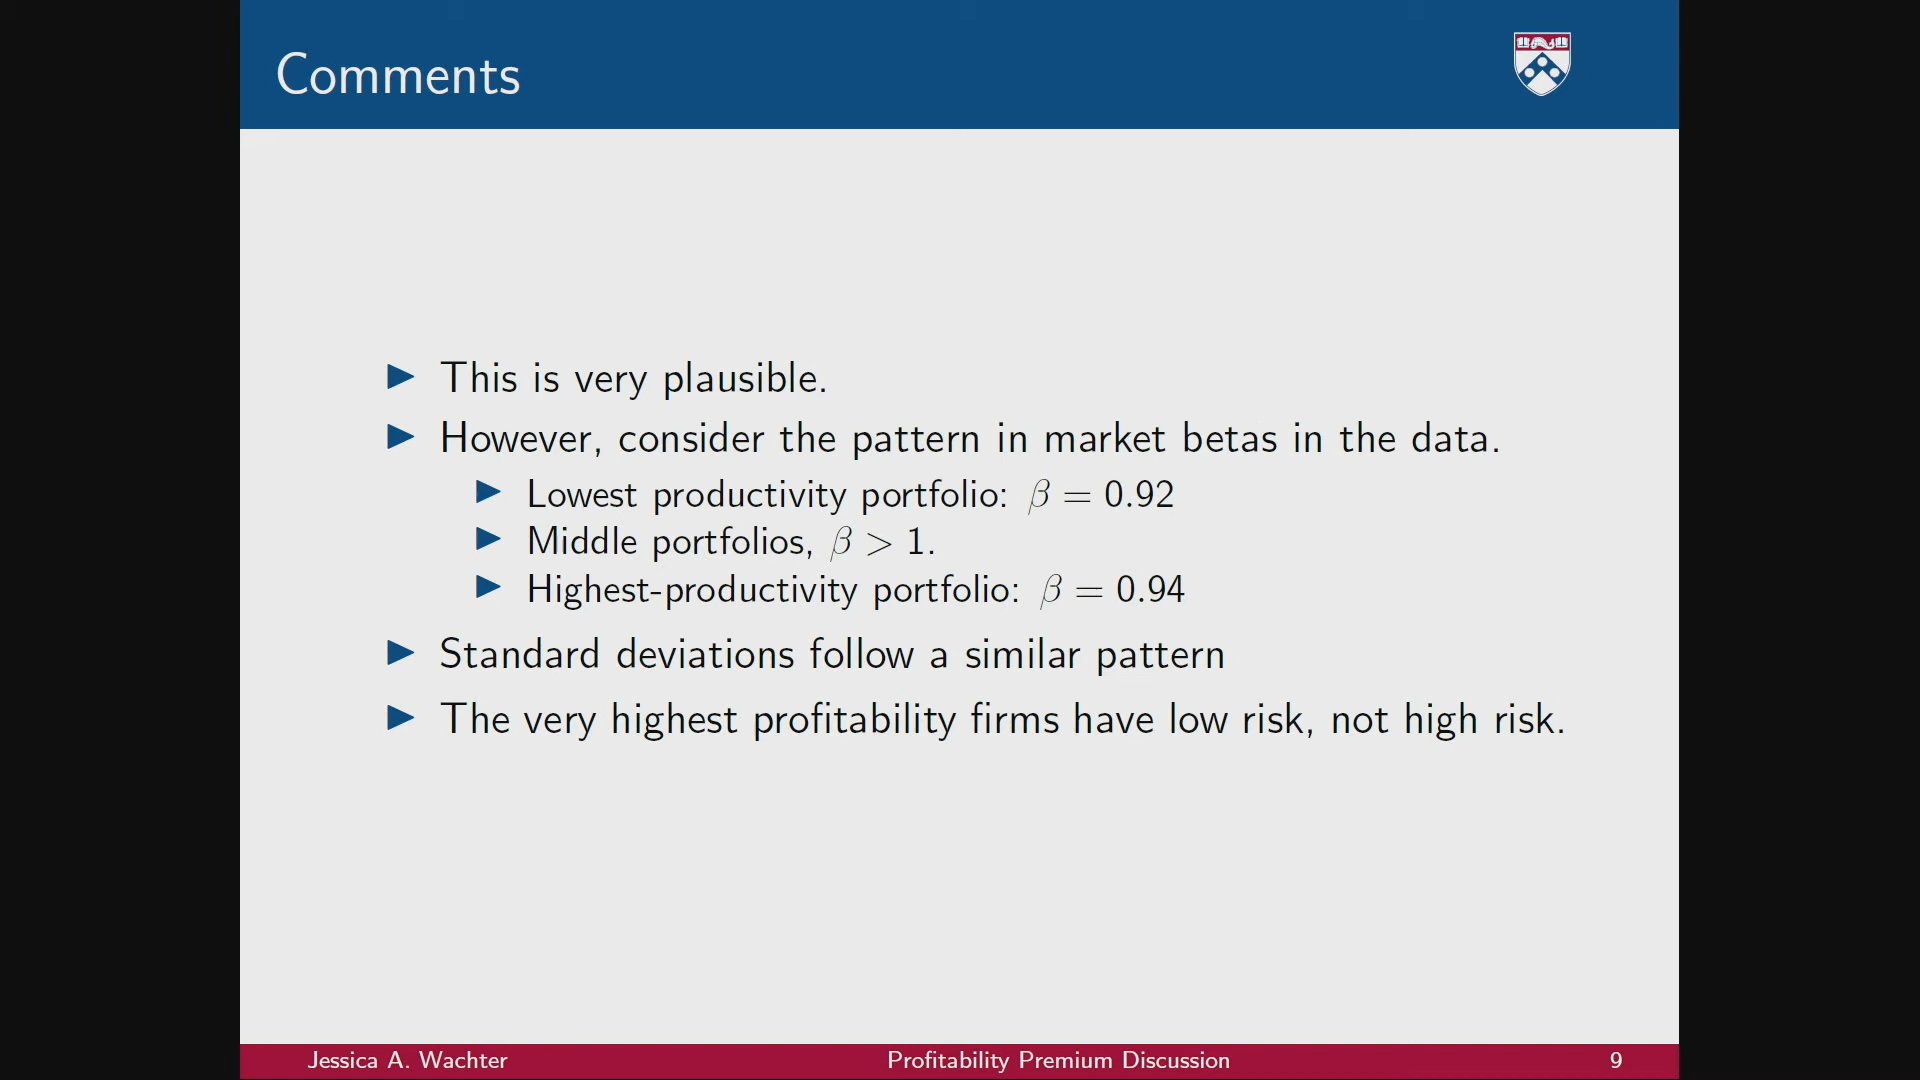 Comments
This is very plausible.
However, consider the pattern in market betas in the data.
Lowest productivity portfolio: β = 0.92
Middle portfolios, β > 1.
Highest-productivity portfolio: β = 0.94
Standard deviations follow a similar pattern
The very highest profitability firms have low risk, not high risk.
Jessica A. Wachter
Profitability Premium Discussion
9